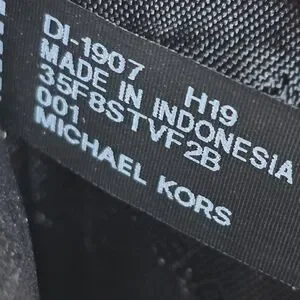 DI-1907 H19
MADE IN INDONESIA
35F8STVF2B
001
MICHAEL KORS